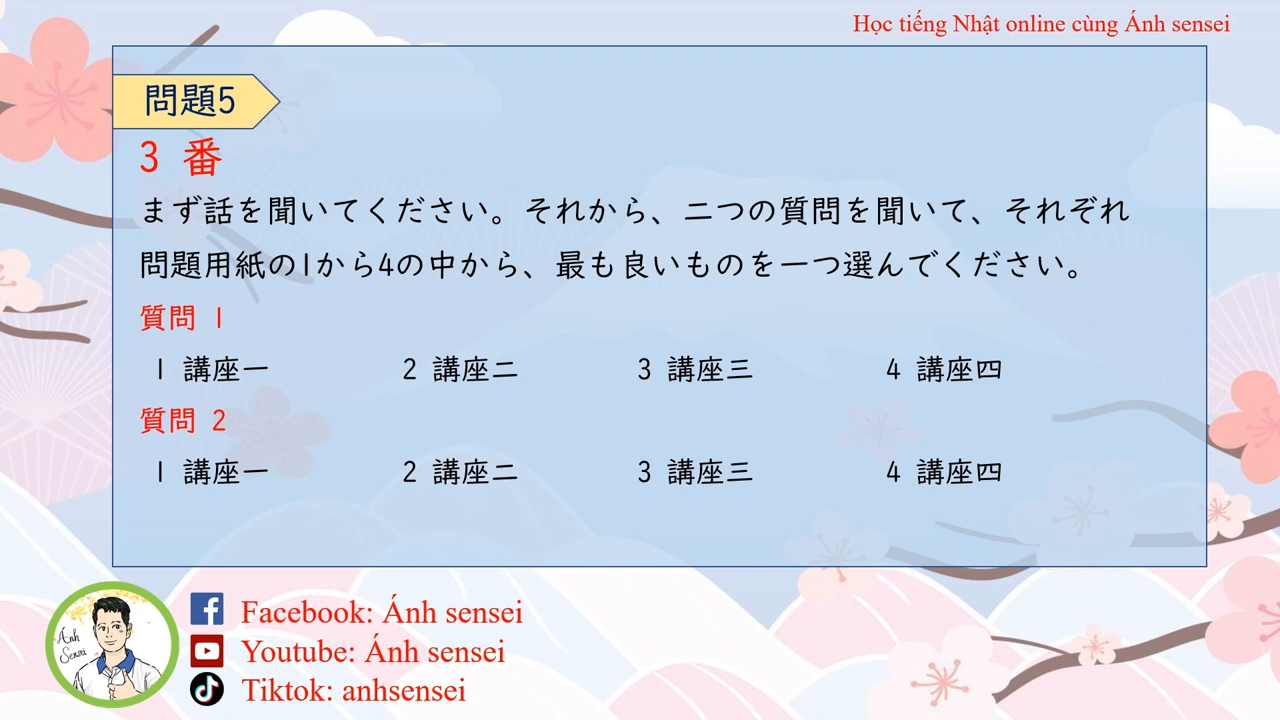 Học tiếng Nhật online cùng Ánh sensei
問題5
3 番
まず話を聞いてください。それから、二つの質問を聞いて、それぞれ
問題用紙の1から4の中から、最も良いものを一つ選んでください。
質問 1
1 講座一 2 講座二 3 講座三 4 講座四
質問 2
1 講座一 2 講座二 3 講座三 4 講座四
Ánh Sensei
Facebook: Ánh sensei
Youtube: Ánh sensei
Tiktok: anhsensei